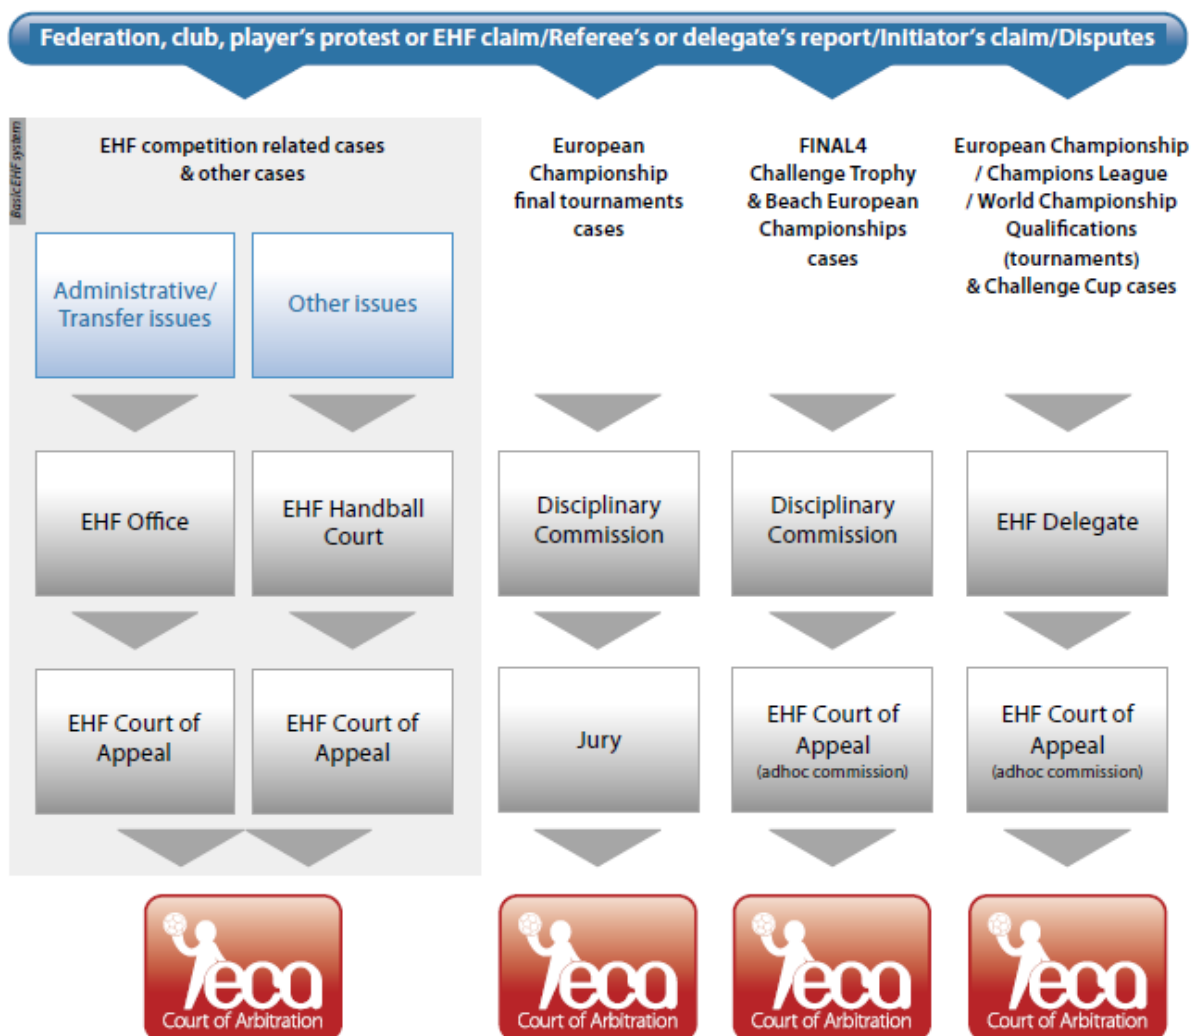 Federation, club, player's protest or EHF claim/Referee's or delegate's report/Initiator's claim/Disputes
Basic EHF system
EHF competition related cases
& other cases
European
Championship
final tournaments
cases
FINAL4
Challenge Trophy
& Beach European
Championships
cases
European Championship
/ Champions League
/ World Championship
Qualifications
(tournaments)
& Challenge Cup cases
Administrative/
Transfer issues
Other issues
EHF Office
EHF Handball
Court
Disciplinary
Commission
Disciplinary
Commission
EHF Delegate
EHF Court of
Appeal
EHF Court of
Appeal
Jury
EHF Court of
Appeal
(adhoc commission)
EHF Court of
Appeal
(adhoc commission)
eca
Court of Arbitration
eca
Court of Arbitration
eca
Court of Arbitration
eca
Court of Arbitration